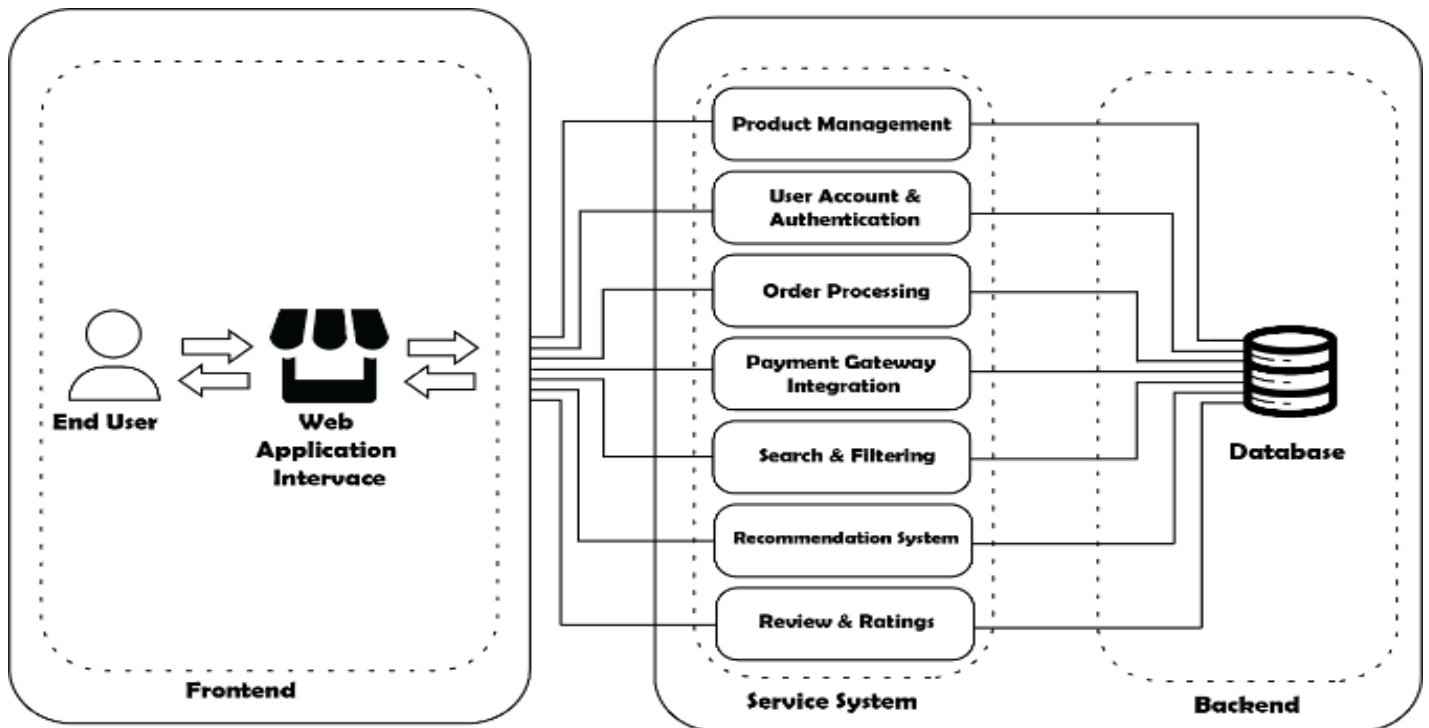 Product Management
User Account &
Authentication
Order Processing
Payment Gateway
Integration
Search & Filtering
Recommendation System
Review & Ratings
End User
Web
Application
Intervace
Database
Frontend
Service System
Backend